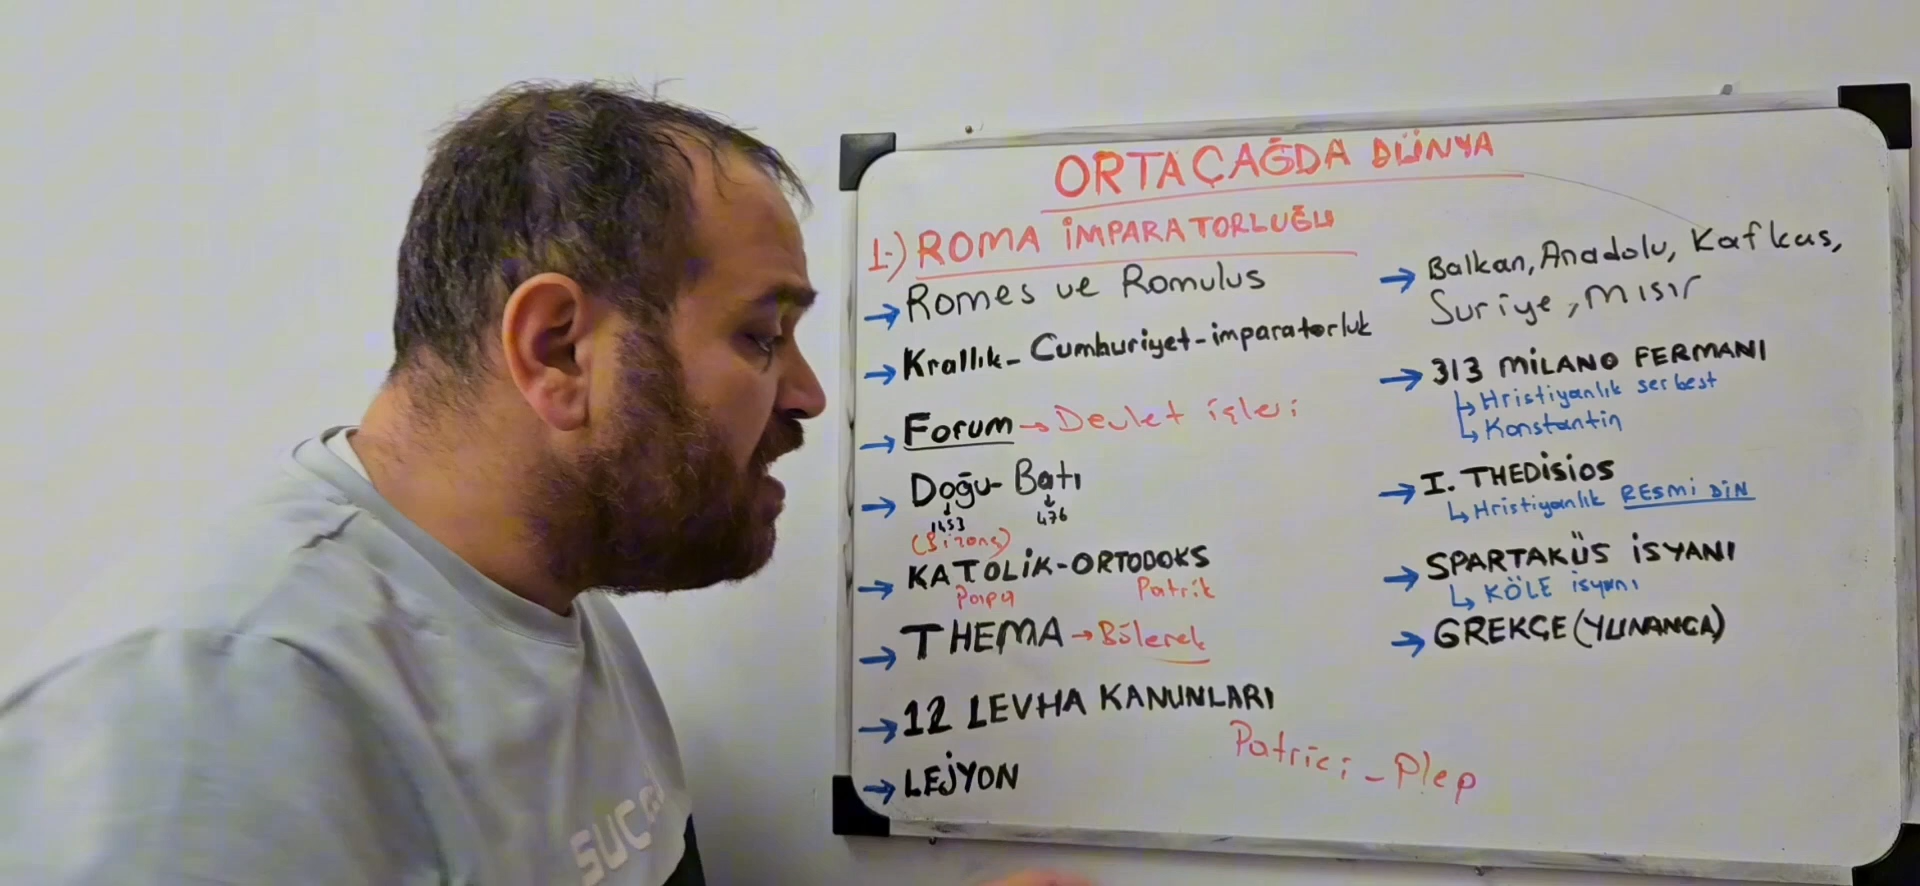 ORTAÇAĞDA DÜNYA
1-) ROMA İMPARATORLUĞU
→ Romes ve Romulus
→ Krallık - Cumhuriyet - imparatorluk
→ Forum → Devlet işleri
→ Doğu - Batı
1453 476
(Bizans)
→ KATOLİK - ORTODOKS
Papa Patrik
→ THEMA → Bölerek
→ 12 LEVHA KANUNLARI
→ LEJYON
Patrici - Plep
→ Balkan, Anadolu, Kafkas,
Suriye, Mısır
→ 313 MİLANO FERMANI
↳ Hristiyanlık serbest
↳ Konstantin
→ I. THEDİSİOS
↳ Hristiyanlık RESMİ DİN
→ SPARTAKÜS İSYANI
↳ KÖLE isyanı
→ GREKÇE (YUNANCA)